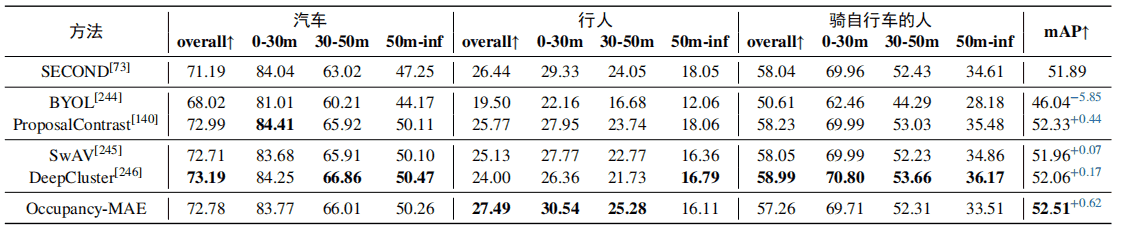 方法 汽车 行人 骑自行车的人 mAP↑
overall↑ 0-30m 30-50m 50m-inf overall↑ 0-30m 30-50m 50m-inf overall↑ 0-30m 30-50m 50m-inf
SECOND[73] 71.19 84.04 63.02 47.25 26.44 29.33 24.05 18.05 58.04 69.96 52.43 34.61 51.89
BYOL[244] 68.02 81.01 60.21 44.17 19.50 22.16 16.68 12.06 50.61 62.46 44.29 28.18 46.04−5.85
ProposalContrast[140] 72.99 84.41 65.92 50.11 25.77 27.95 23.74 18.06 58.23 69.99 53.03 35.48 52.33+0.44
SwAV[245] 72.71 83.68 65.91 50.10 25.13 27.77 22.77 16.36 58.05 69.99 52.23 34.86 51.96+0.07
DeepCluster[246] 73.19 84.25 66.86 50.47 24.00 26.36 21.73 16.79 58.99 70.80 53.66 36.17 52.06+0.17
Occupancy-MAE 72.78 83.77 66.01 50.26 27.49 30.54 25.28 16.11 57.26 69.71 52.31 33.51 52.51+0.62